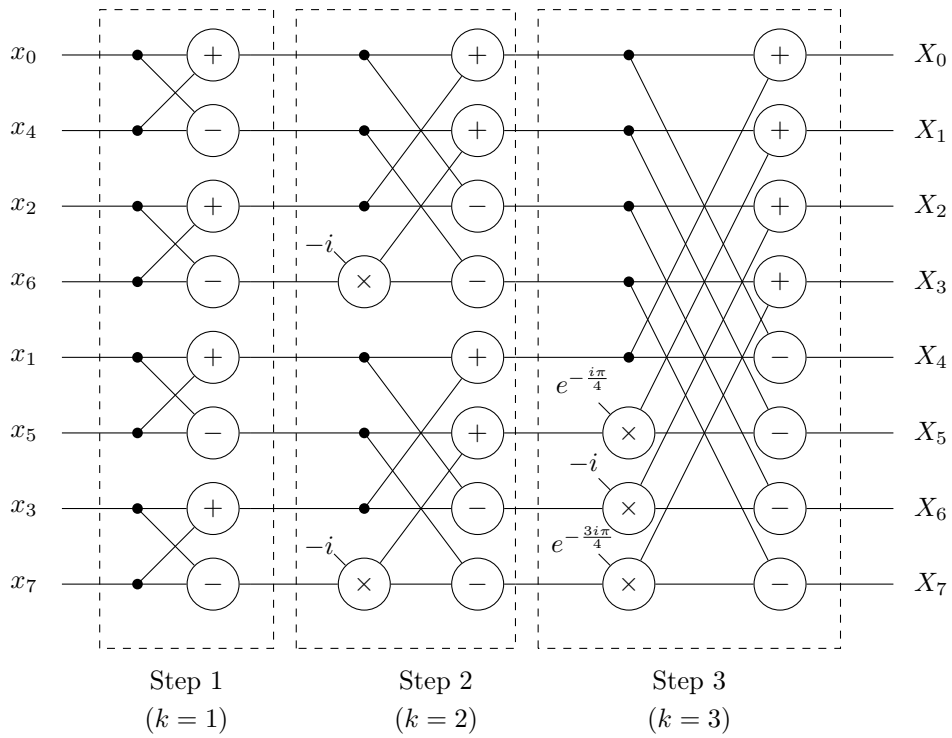 x₀ + + + X₀
x₄ − + + X₁
x₂ + − + X₂
−i
x₆ − × − + X₃
x₁ + + − X₄
e^{−iπ/4}
x₅ − + × − X₅
−i
x₃ + − × − X₆
−i e^{−3iπ/4}
x₇ − × − × − X₇
Step 1 Step 2 Step 3
(k = 1) (k = 2) (k = 3)